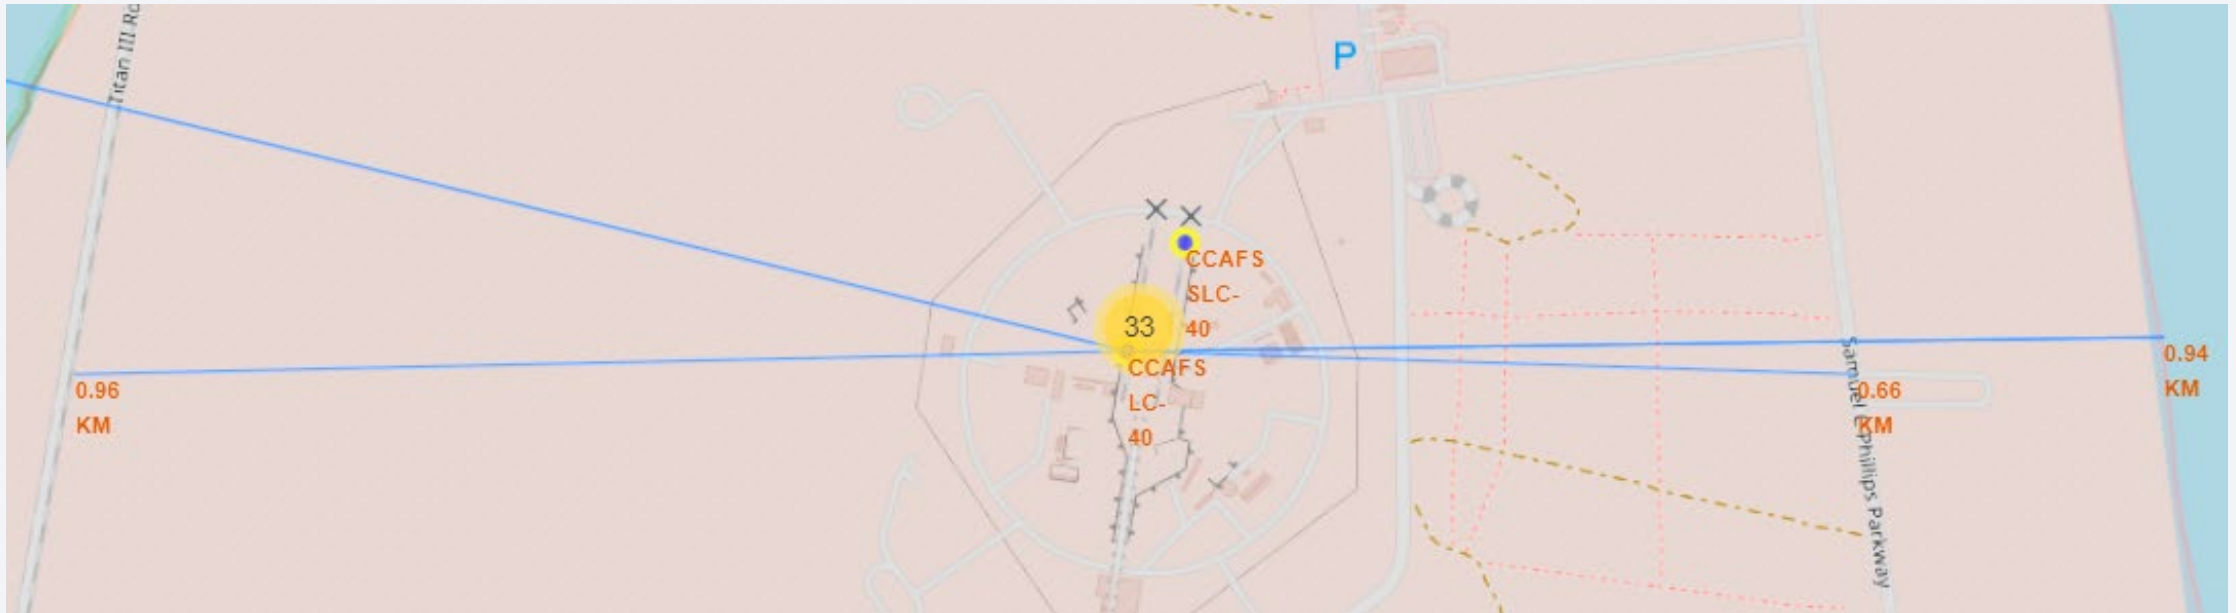 Titan III Ro
P
CCAFS
SLC-
40
33
CCAFS
LC-
40
0.96
KM
0.66
KM
0.94
KM
Samuel C Phillips Parkway